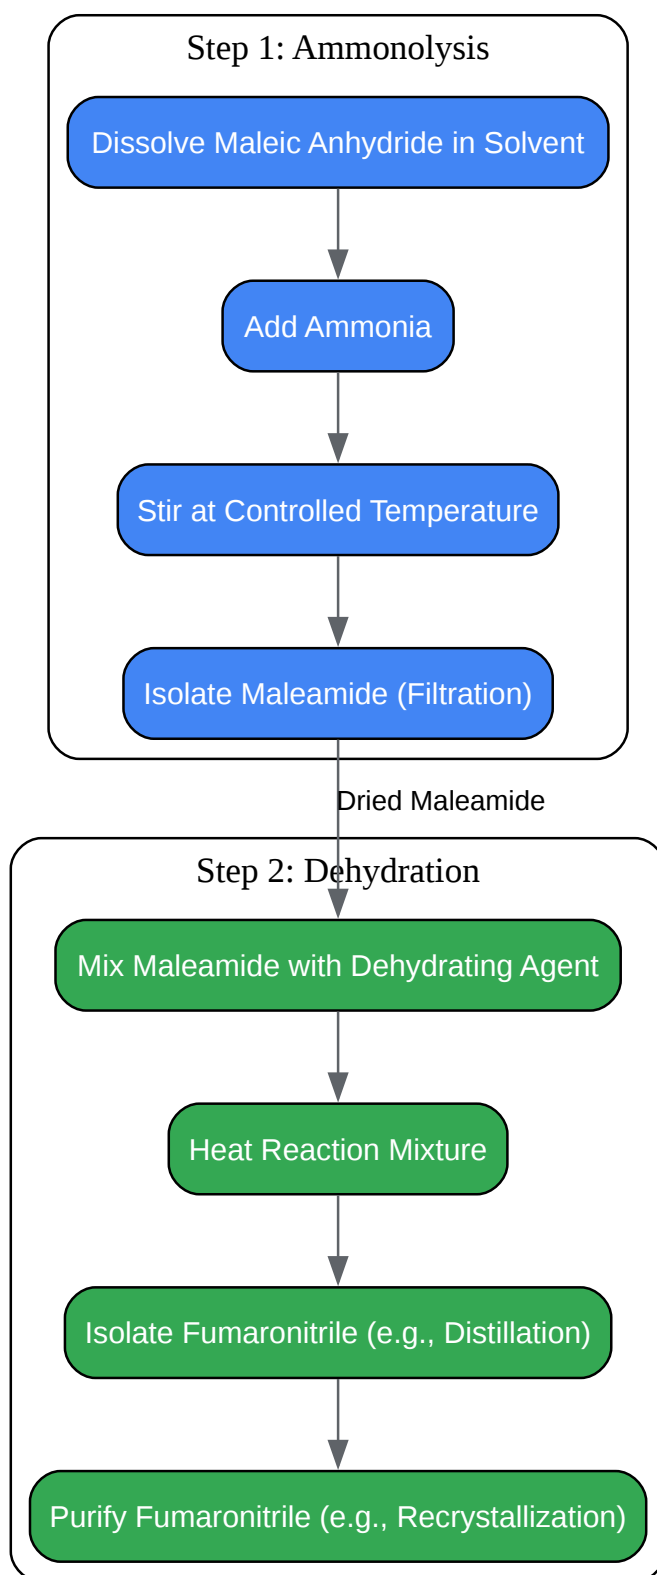 Step 1: Ammonolysis
Dissolve Maleic Anhydride in Solvent
Add Ammonia
Stir at Controlled Temperature
Isolate Maleamide (Filtration)
Dried Maleamide
Step 2: Dehydration
Mix Maleamide with Dehydrating Agent
Heat Reaction Mixture
Isolate Fumaronitrile (e.g., Distillation)
Purify Fumaronitrile (e.g., Recrystallization)